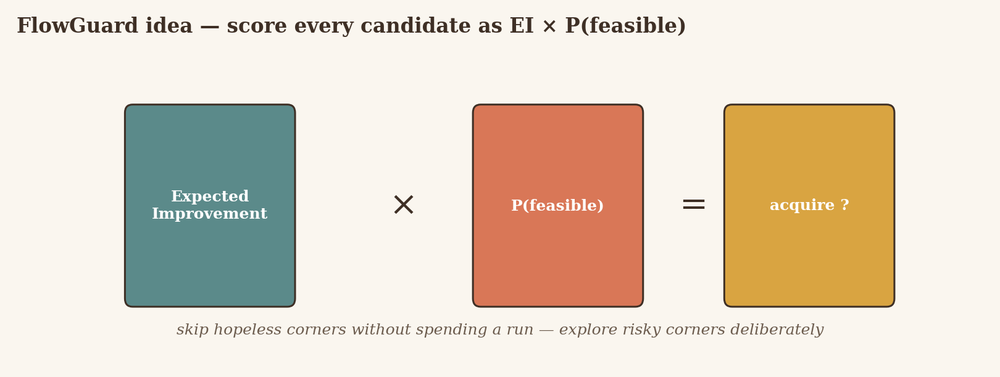 FlowGuard idea — score every candidate as EI × P(feasible)
Expected
Improvement
×
P(feasible)
=
acquire ?
skip hopeless corners without spending a run — explore risky corners deliberately